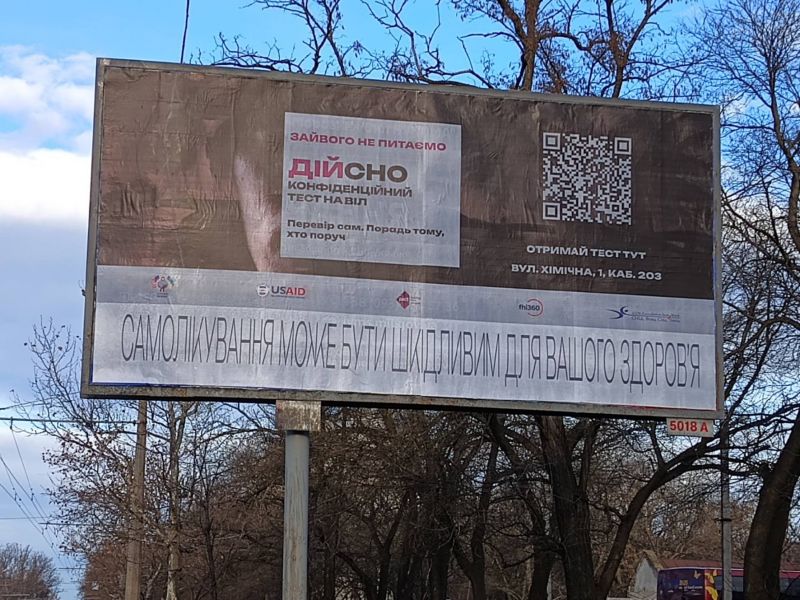 ЗАЙВОГО НЕ ПИТАЄМО
ДІЙСНО
КОНФІДЕНЦІЙНИЙ
ТЕСТ НА ВІЛ
Перевір сам. Порадь тому,
хто поруч
ОТРИМАЙ ТЕСТ ТУТ
ВУЛ. ХІМІЧНА, 1, КАБ. 203
USAID
fhi360
САМОЛІКУВАННЯ МОЖЕ БУТИ ШКІДЛИВИМ ДЛЯ ВАШОГО ЗДОРОВ'Я
5018 А